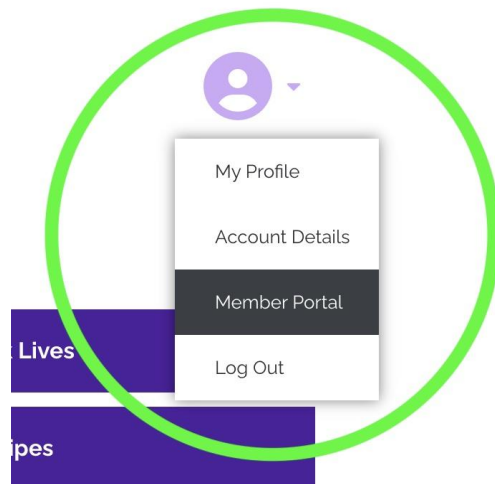 My Profile
Account Details
Member Portal
Lives
Log Out
ipes